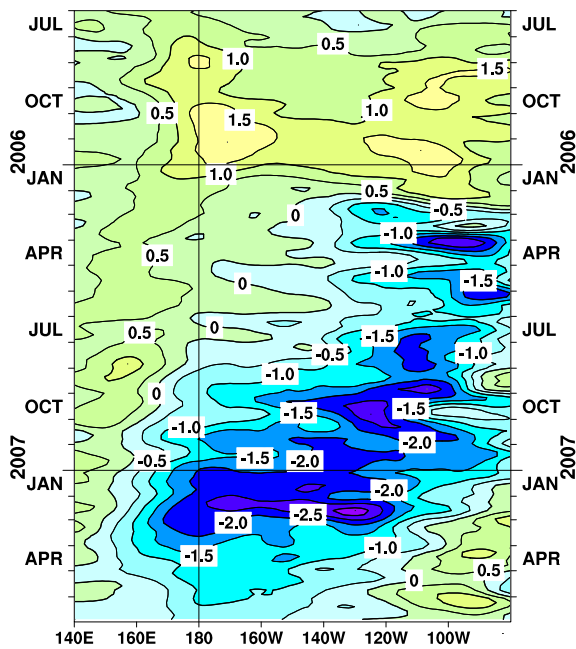 JUL JUL
0.5
1.0
1.5
OCT OCT
0.5 1.0
1.5
2006 2006
JAN 1.0 JAN
0.5
0 -0.5
-1.0
APR 0.5 APR
-1.0
0 -1.5
JUL 0.5 0 JUL
-1.5
-0.5 -1.0
-1.0
0
OCT -1.5 -1.5 OCT
-1.0
-2.0
2007 -0.5 -1.5 -2.0 2007
JAN JAN
-2.0
-2.0 -2.5
-1.0
APR -1.5 APR
0.5
0
140E 160E 180 160W 140W 120W 100W